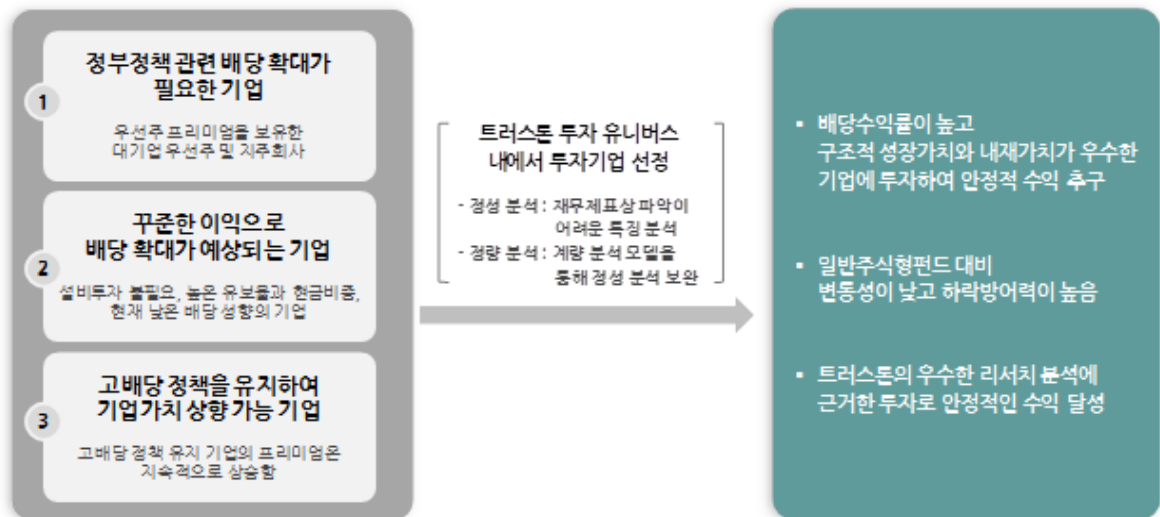 1
정부정책 관련 배당 확대가
필요한 기업
우선주 프리미엄을 보유한
대기업 우선주 및 지주회사
2
꾸준한 이익으로
배당 확대가 예상되는 기업
설비투자 불필요, 높은 유보율과 현금비중,
현재 낮은 배당 성향의 기업
3
고배당 정책을 유지하여
기업가치 상향 가능 기업
고배당 정책 유지 기업의 프리미엄은
지속적으로 상승함
트러스톤 투자 유니버스
내에서 투자기업 선정
- 정성 분석 : 재무제표상 파악이
어려운 특징 분석
- 정량 분석 : 계량 분석 모델을
통해 정성 분석 보완
▪ 배당수익률이 높고
구조적 성장가치와 내재가치가 우수한
기업에 투자하여 안정적 수익 추구
▪ 일반주식형펀드 대비
변동성이 낮고 하락방어력이 높음
▪ 트러스톤의 우수한 리서치 분석에
근거한 투자로 안정적인 수익 달성